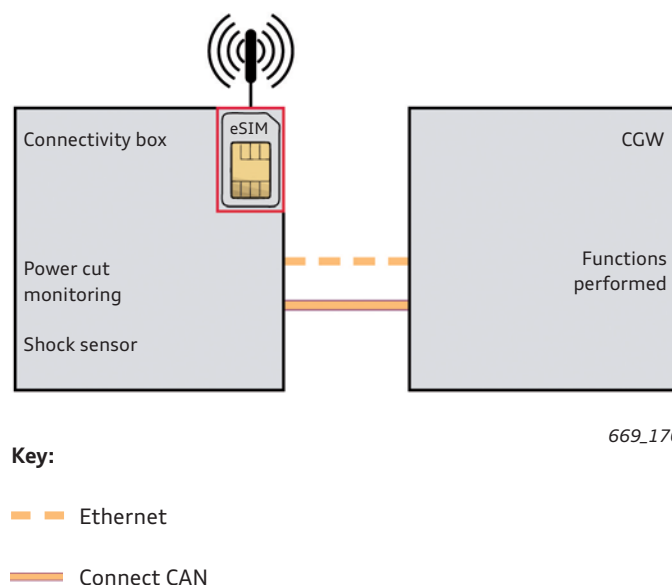 eSIM
Connectivity box
CGW
Power cut
monitoring
Functions
performed
Shock sensor
Key:
Ethernet
Connect CAN